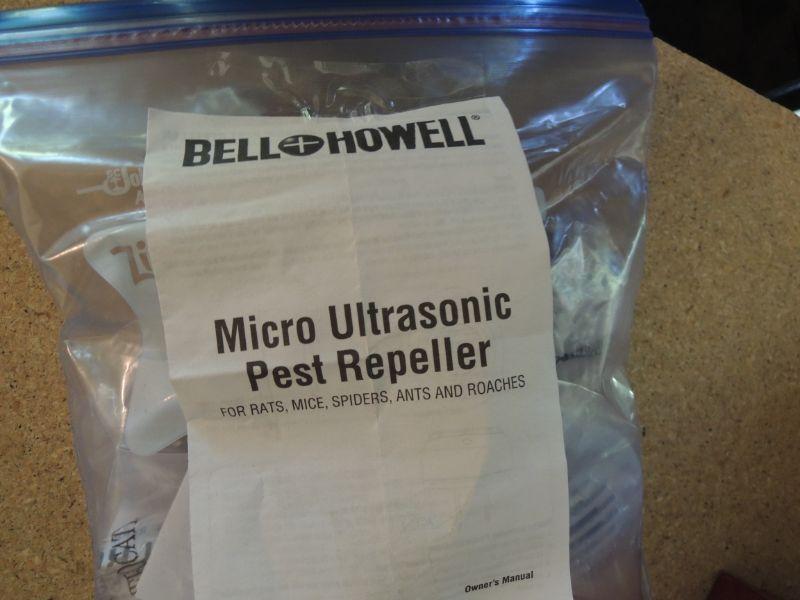 BELL+HOWELL®
Micro Ultrasonic
Pest Repeller
FOR RATS, MICE, SPIDERS, ANTS AND ROACHES
Owner's Manual